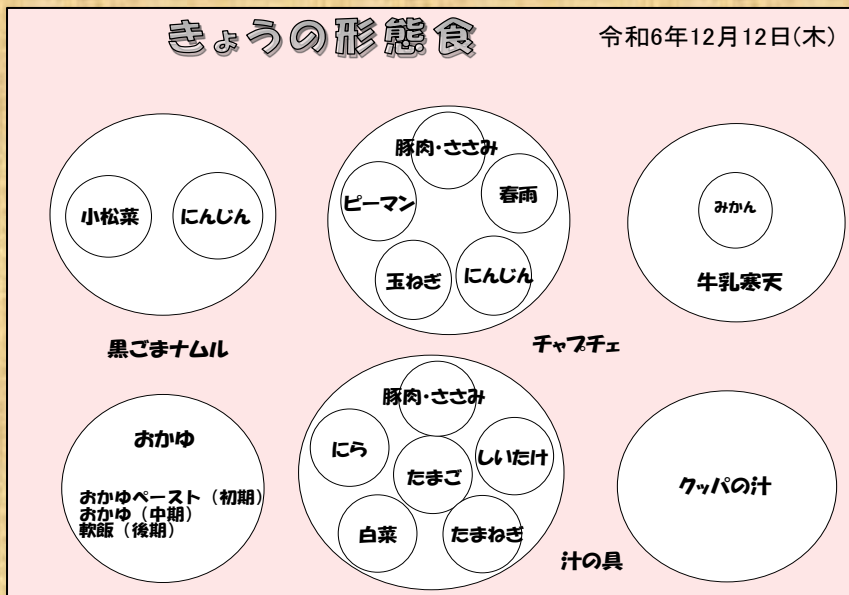 きょうの形態食
令和6年12月12日(木)
小松菜
にんじん
黒ごまナムル
豚肉・ささみ
ピーマン
春雨
玉ねぎ
にんじん
チャプチェ
みかん
牛乳寒天
おかゆ
おかゆペースト（初期）
おかゆ（中期）
軟飯（後期）
豚肉・ささみ
にら
しいたけ
たまご
白菜
たまねぎ
汁の具
クッパの汁